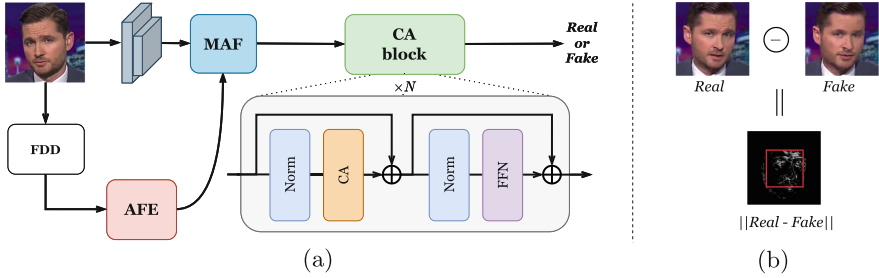 MAF
CA
block
Real
or
Fake
×N
FDD
AFE
Norm
CA
Norm
FFN
(a)
Real
Fake
||Real - Fake||
(b)